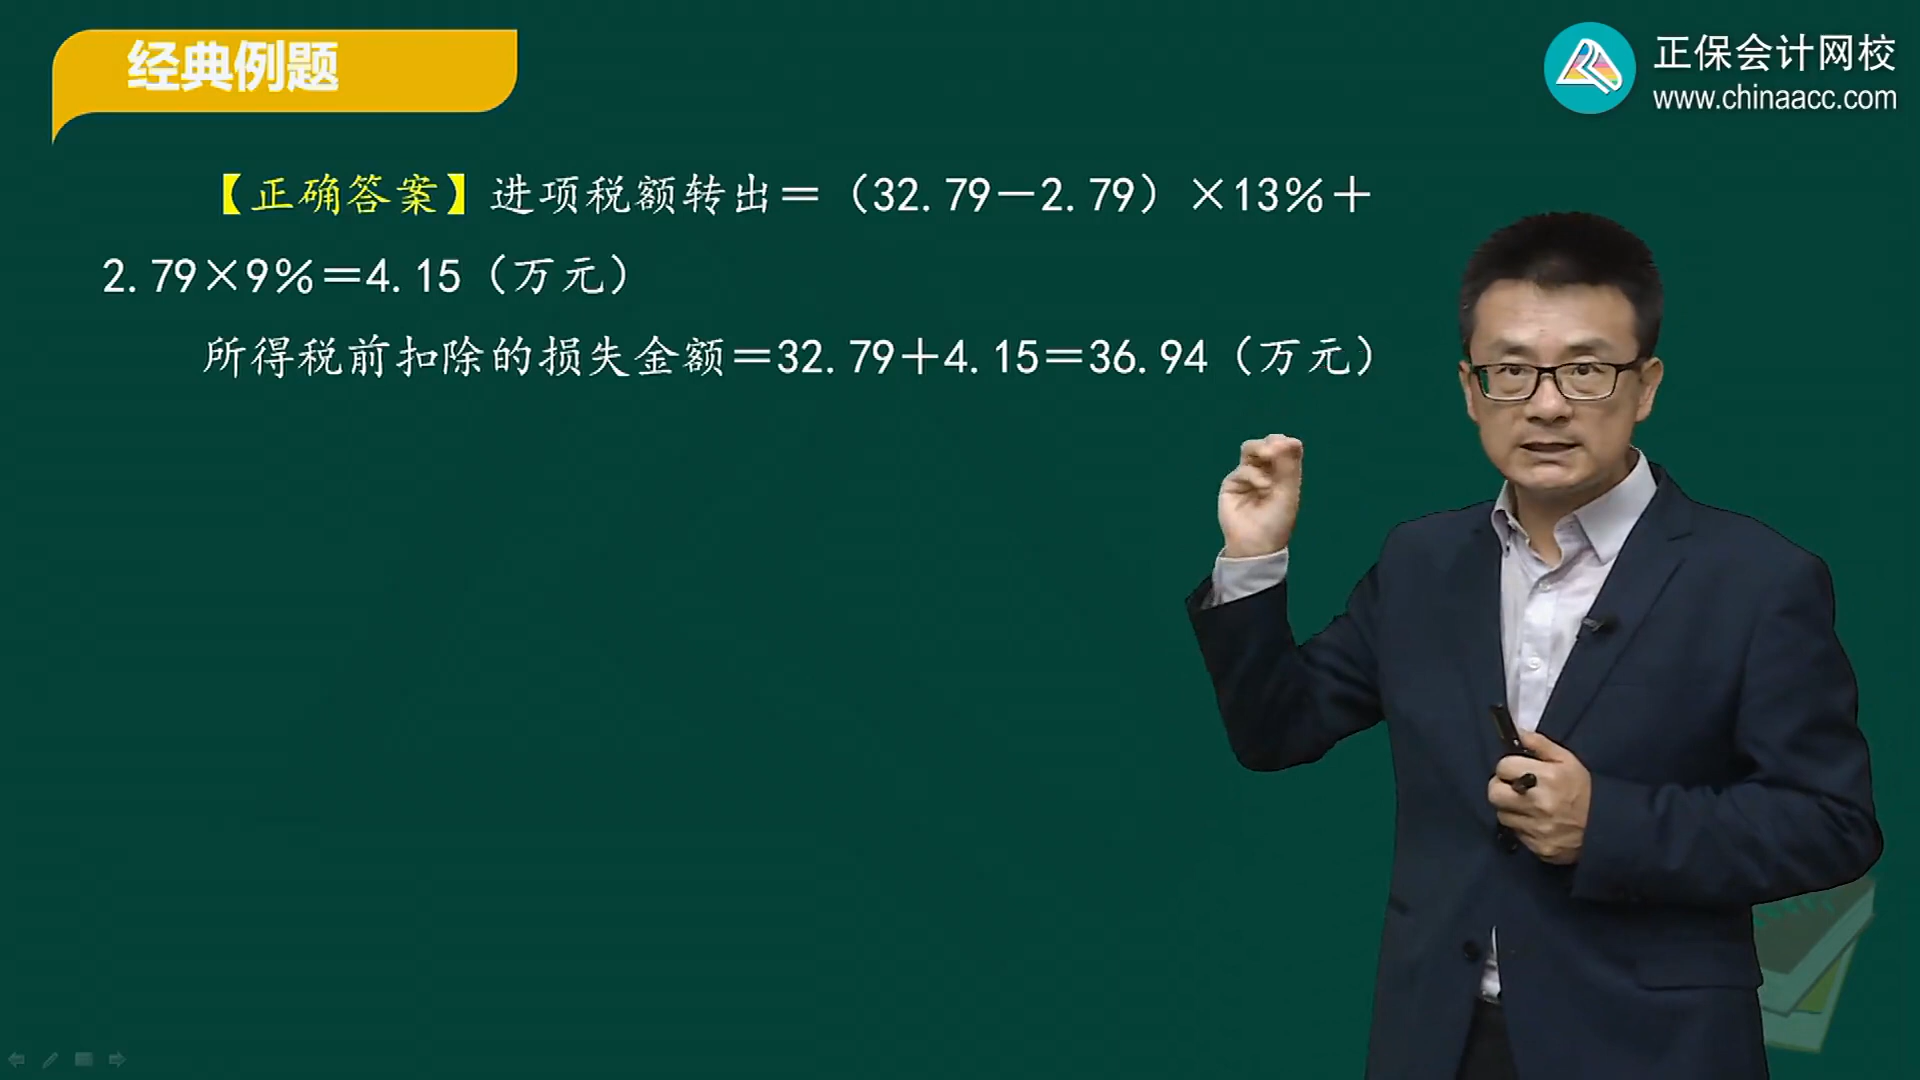 经典例题
正保会计网校
www.chinaacc.com
【正确答案】进项税额转出＝（32.79－2.79）×13%＋
2.79×9%＝4.15（万元）
所得税前扣除的损失金额＝32.79＋4.15＝36.94（万元）